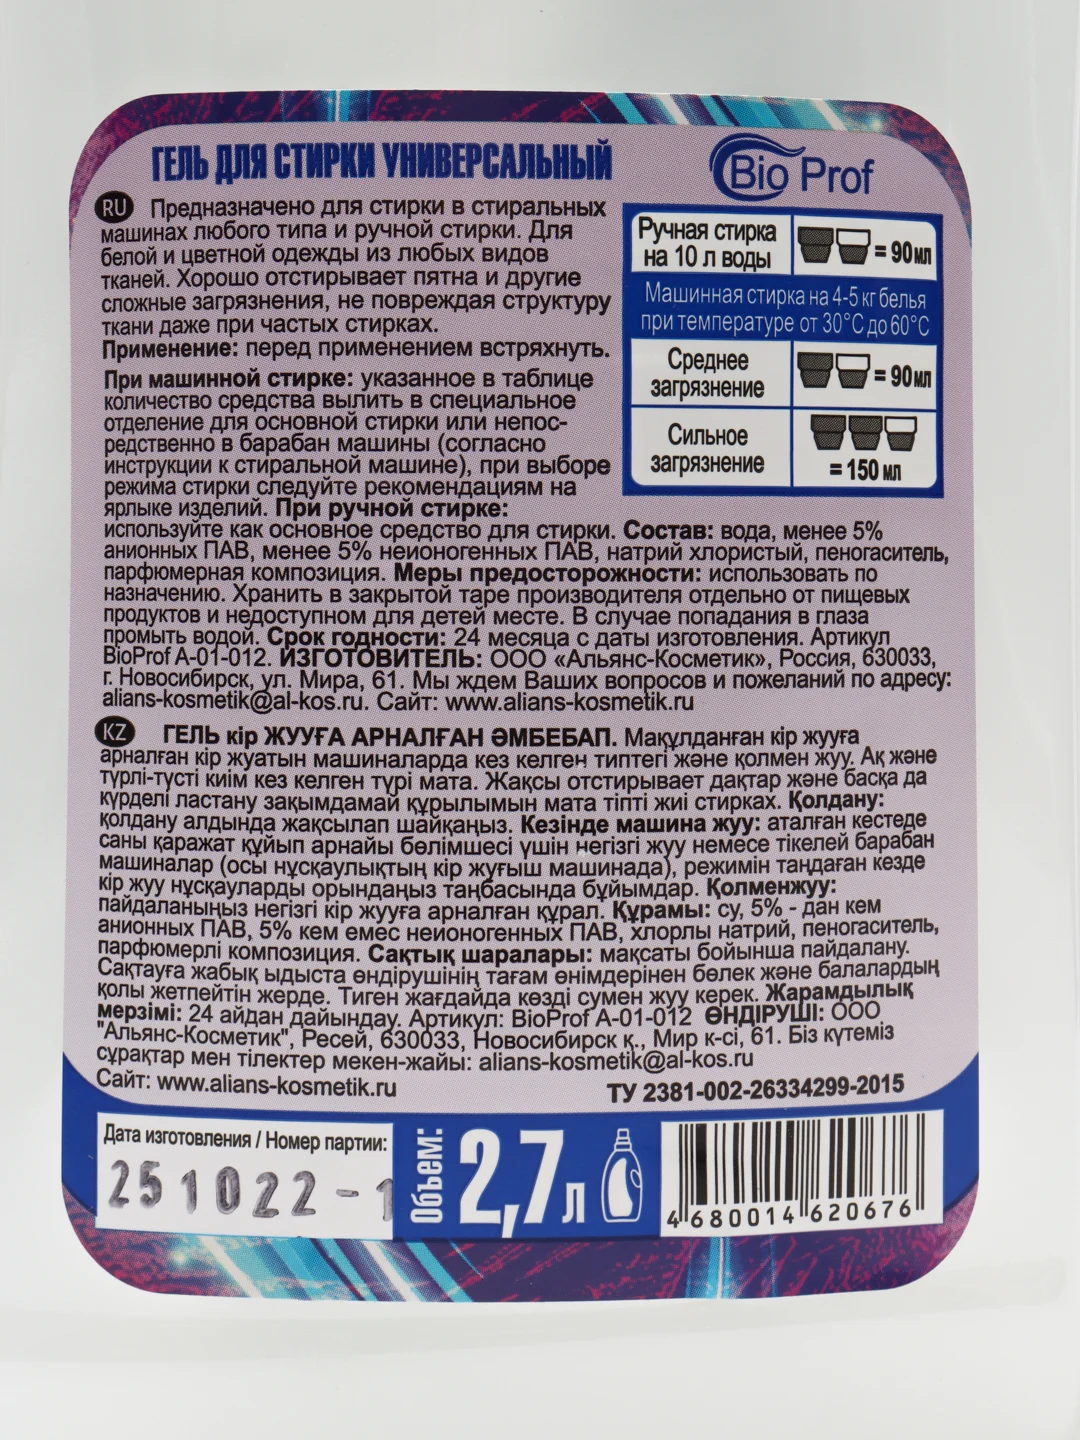 ГЕЛЬ ДЛЯ СТИРКИ УНИВЕРСАЛЬНЫЙ
Bio Prof
RU Предназначено для стирки в стиральных
машинах любого типа и ручной стирки. Для
белой и цветной одежды из любых видов
тканей. Хорошо отстирывает пятна и другие
сложные загрязнения, не повреждая структуру
ткани даже при частых стирках.
Применение: перед применением встряхнуть.
При машинной стирке: указанное в таблице
количество средства вылить в специальное
отделение для основной стирки или непос-
редственно в барабан машины (согласно
инструкции к стиральной машине), при выборе
режима стирки следуйте рекомендациям на
ярлыке изделий. При ручной стирке:
Ручная стирка
на 10 л воды
= 90мл
Машинная стирка на 4-5 кг белья
при температуре от 30°С до 60°С
Среднее
загрязнение
= 90мл
Сильное
загрязнение
= 150 мл
используйте как основное средство для стирки. Состав: вода, менее 5%
анионных ПАВ, менее 5% неионогенных ПАВ, натрий хлористый, пеногаситель,
парфюмерная композиция. Меры предосторожности: использовать по
назначению. Хранить в закрытой таре производителя отдельно от пищевых
продуктов и недоступном для детей месте. В случае попадания в глаза
промыть водой. Срок годности: 24 месяца с даты изготовления. Артикул
BioProf A-01-012. ИЗГОТОВИТЕЛЬ: ООО «Альянс-Косметик», Россия, 630033,
г. Новосибирск, ул. Мира, 61. Мы ждем Ваших вопросов и пожеланий по адресу:
alians-kosmetik@al-kos.ru. Сайт: www.alians-kosmetik.ru
KZ ГЕЛЬ кір ЖУУҒА АРНАЛҒАН ӘМБЕБАП. Мақұлданған кір жууға
арналған кір жуатын машиналарда кез келген типтегі және қолмен жуу. Ақ және
түрлі-түсті киім кез келген түрі мата. Жақсы отстирывает дақтар және басқа да
күрделі ластану зақымдамай құрылымын мата тіпті жиі стирках. Қолдану:
қолдану алдында жақсылап шайқаңыз. Кезінде машина жуу: аталған кестеде
саны қаражат құйып арнайы бөлімшесі үшін негізгі жуу немесе тікелей барабан
машиналар (осы нұсқаулықтың кір жуғыш машинада), режимін таңдаған кезде
кір жуу нұсқауларды орындаңыз таңбасында бұйымдар. Қолменжуу:
пайдаланыңыз негізгі кір жууға арналған құрал. Құрамы: су, 5% - дан кем
анионных ПАВ, 5% кем емес неионогенных ПАВ, хлорлы натрий, пеногаситель,
парфюмерлі композиция. Сақтық шаралары: мақсаты бойынша пайдалану.
Сақтауға жабық ыдыста өндірушінің тағам өнімдерінен бөлек және балалардың
қолы жетпейтін жерде. Тиген жағдайда көзді сумен жуу керек. Жарамдылық
мерзімі: 24 айдан дайындау. Артикул: BioProf A-01-012 ӨНДІРУШІ: ООО
"Альянс-Косметик", Ресей, 630033, Новосибирск қ., Мир к-сі, 61. Біз күтеміз
сұрақтар мен тілектер мекен-жайы: alians-kosmetik@al-kos.ru
Сайт: www.alians-kosmetik.ru
ТУ 2381-002-26334299-2015
Дата изготовления / Номер партии:
251022-1
Объем:
2,7л
4680014620676